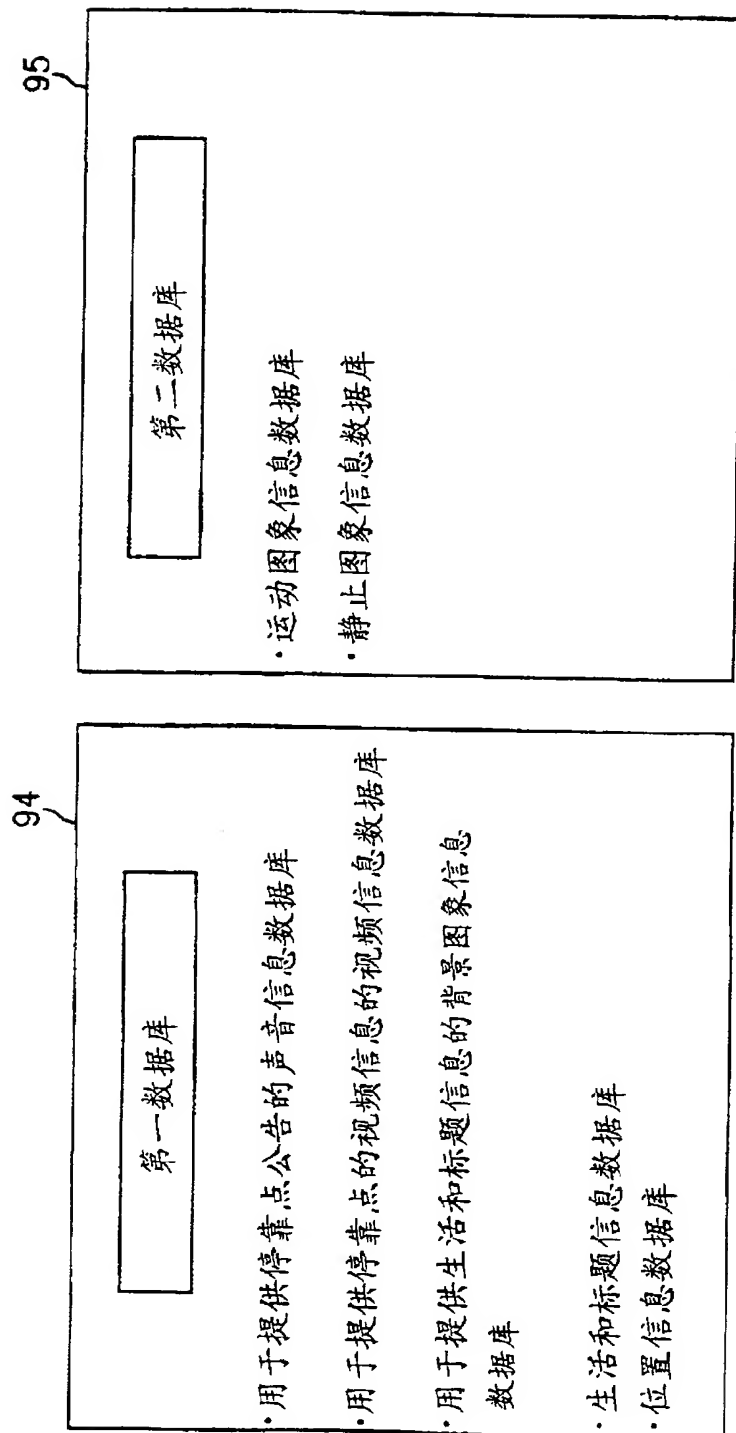 94
第一数据库
·用于提供停靠点公告的声音信息数据库
·用于提供停靠点的视频信息的视频信息数据库
·用于提供生活和标题信息的背景图象信息
数据库
·生活和标题信息数据库
·位置信息数据库
95
第二数据库
·运动图象信息数据库
·静止图象信息数据库